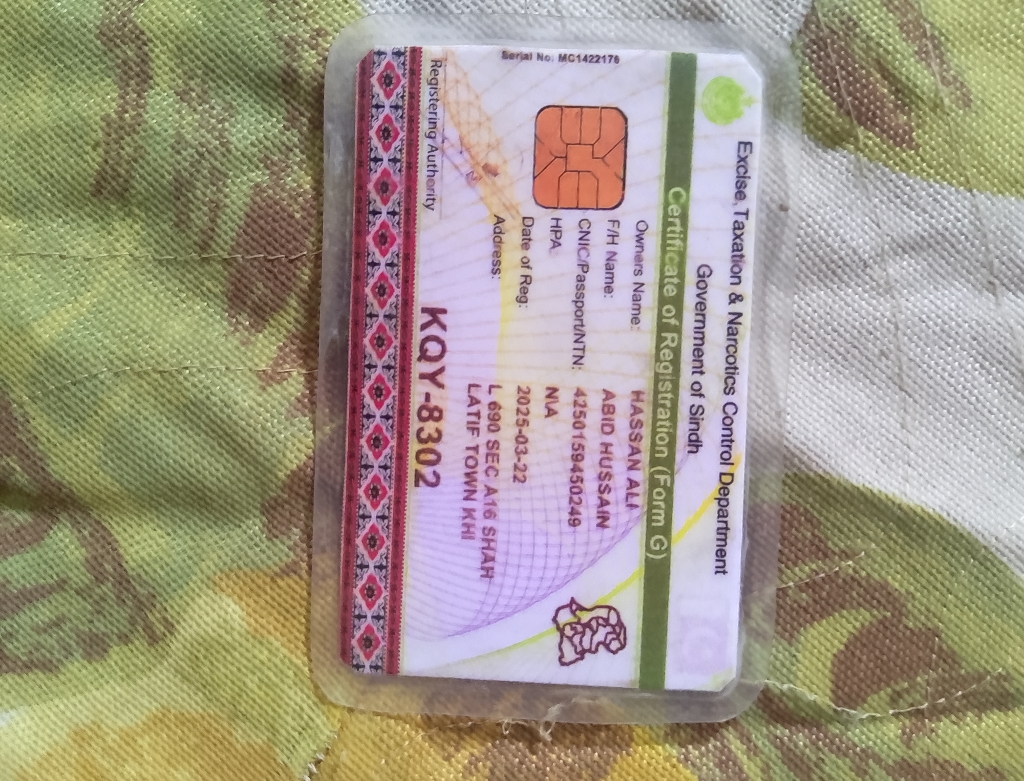 Excise, Taxation & Narcotics Control Department
Government of Sindh
Certificate of Registration (Form G)
Serial No. MC1422176
Owners Name: HASSAN ALI
F/H Name: ABID HUSSAIN
CNIC/Passport/NTN: 4250159450249
HPA: N\A
Date of Reg: 2025-03-22
Address: L 690 SEC A16 SHAH
LATIF TOWN KHI
KQY-8302
Registering Authority